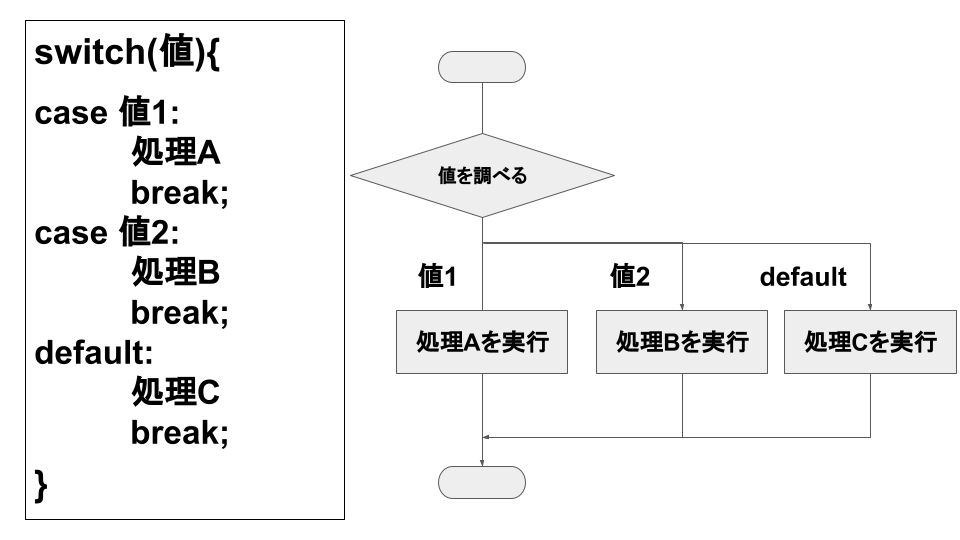 switch(値){
case 値1:
処理A
break;
case 値2:
処理B
break;
default:
処理C
break;
}
値を調べる
値1
値2
default
処理Aを実行
処理Bを実行
処理Cを実行